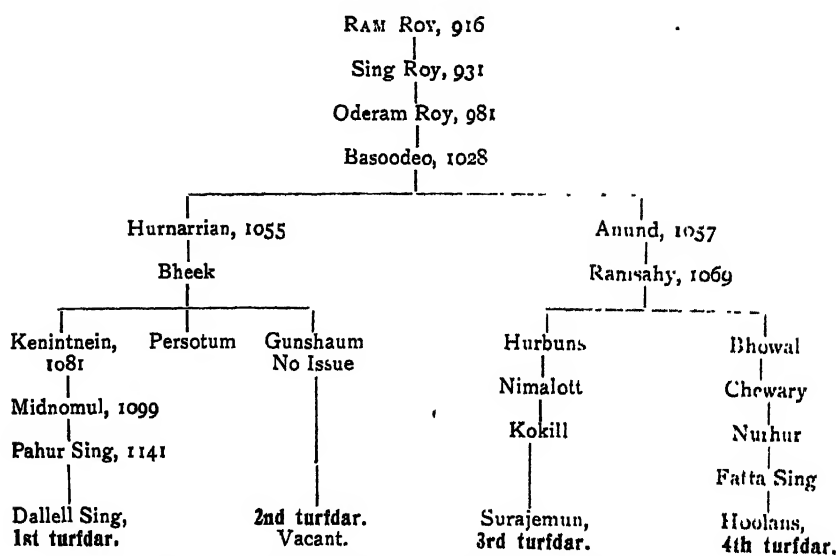 RAM ROY, 916
Sing Roy, 931
Oderam Roy, 981
Basoodeo, 1028
Hurnarrian, 1055
Anund, 1057
Bheek
Ramsahy, 1069
Kenintnein,
1081
Persotum
Gunshaum
No Issue
Hurbuns
Bhowal
Midnomul, 1099
Nimalott
Chewary
Pahur Sing, 1141
Kokill
Nurhur
Fatta Sing
Dallell Sing,
1st turfdar.
2nd turfdar.
Vacant.
Surajemun,
3rd turfdar.
Hoolans,
4th turfdar.